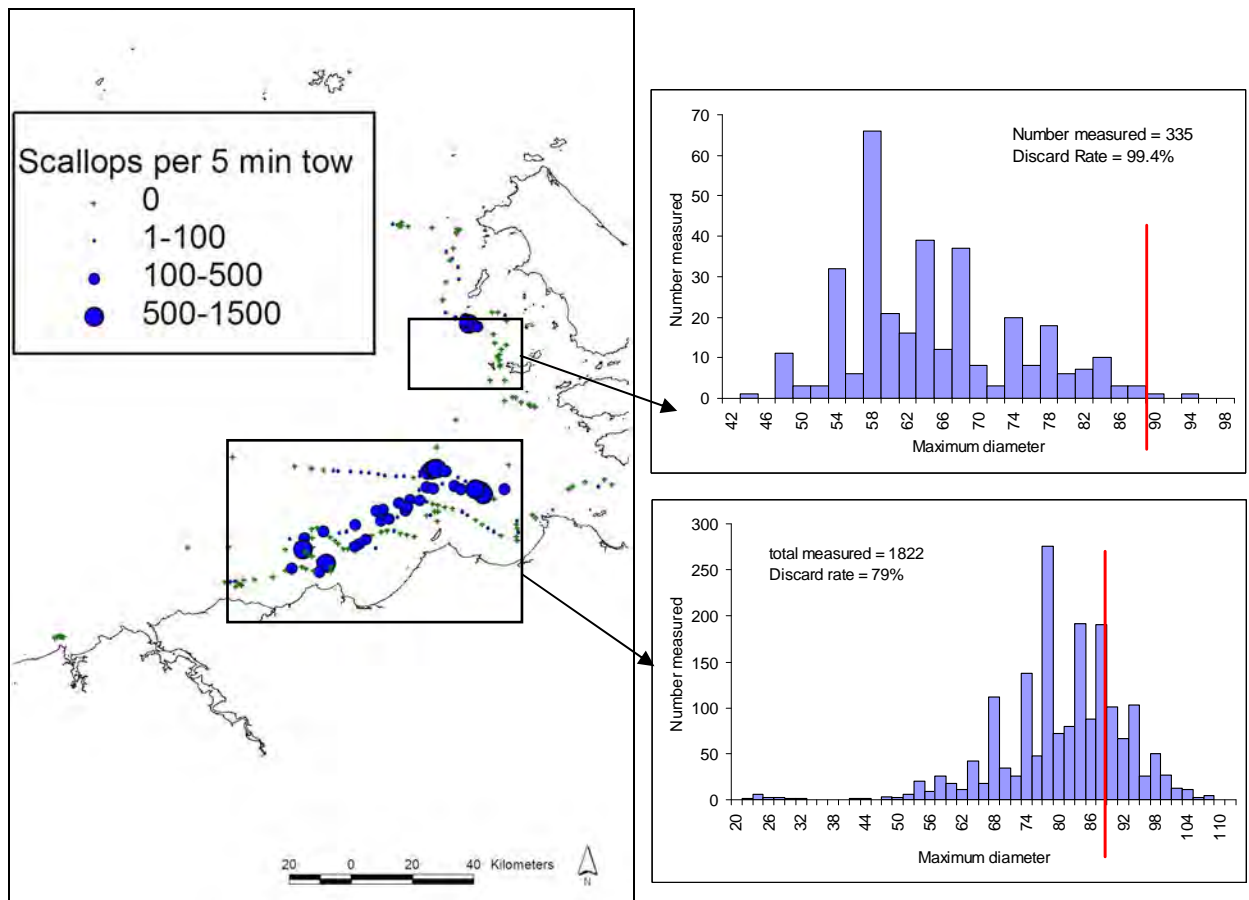 Scallops per 5 min tow
0
1-100
100-500
500-1500
20 0 20 40 Kilometers
N
70
60
50
40
30
20
10
0
Number measured
Number measured = 335
Discard Rate = 99.4%
42 50 54 58 62 66 70 74 78 82 86 90 94 98
Maximum diameter
300
250
200
150
100
50
0
Number measured
total measured = 1822
Discard rate = 79%
20 26 32 38 44 50 56 62 68 74 80 86 92 98 104 110
Maximum diameter